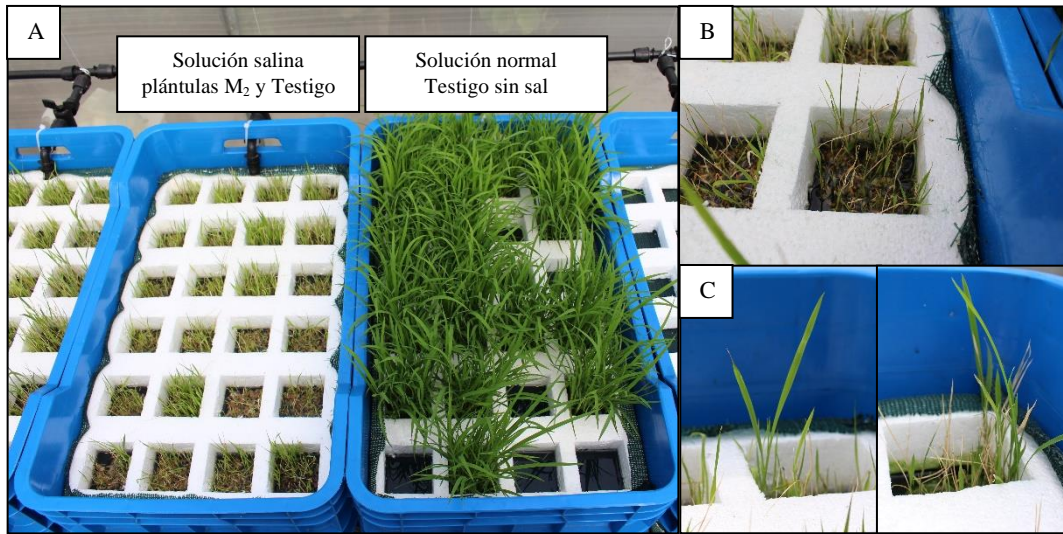 A
Solución salina
plántulas M₂ y Testigo
Solución normal
Testigo sin sal
B
C